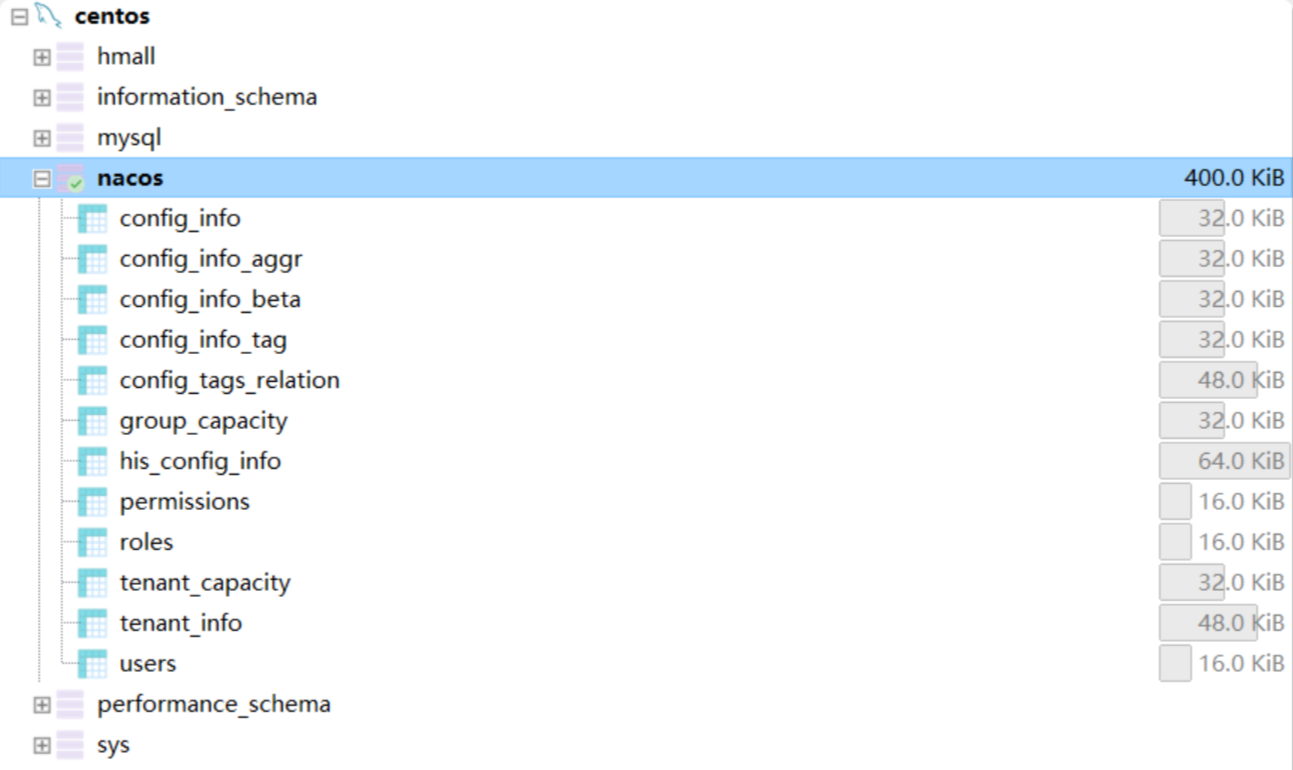 centos
hmall
information_schema
mysql
nacos 400.0 KiB
config_info 32.0 KiB
config_info_aggr 32.0 KiB
config_info_beta 32.0 KiB
config_info_tag 32.0 KiB
config_tags_relation 48.0 KiB
group_capacity 32.0 KiB
his_config_info 64.0 KiB
permissions 16.0 KiB
roles 16.0 KiB
tenant_capacity 32.0 KiB
tenant_info 48.0 KiB
users 16.0 KiB
performance_schema
sys